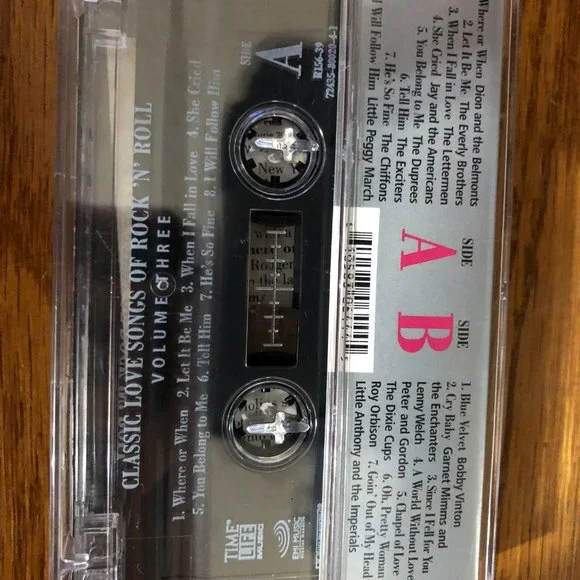 Where or When Dion and the Belmonts
2. Let It Be Me The Everly Brothers
3. When I Fall in Love The Lettermen
4. She Cried Jay and the Americans
5. You Belong to Me The Duprees
6. Tell Him The Exciters
7. He's So Fine The Chiffons
I Will Follow Him Little Peggy March
SIDE
A
SIDE
B
1. Blue Velvet Bobby Vinton
2. Cry Baby Garnet Mimms and
the Enchanters 3. Since I Fell for You
Lenny Welch 4. A World Without Love
Peter and Gordon 5. Chapel of Love
The Dixie Cups 6. Oh, Pretty Woman
Roy Orbison 7. Goin' Out of My Head
Little Anthony and the Imperials
SIDE
A
R156-39
New
TIME
LIFE
1. Where or When 2. Let It Be Me 3. When I Fall in Love 4. She Cried
5. You Belong to Me 6. Tell Him 7. He's So Fine 8. I Will Follow Him
VOLUME THREE
CLASSIC LOVE SONGS OF ROCK 'N' ROLL